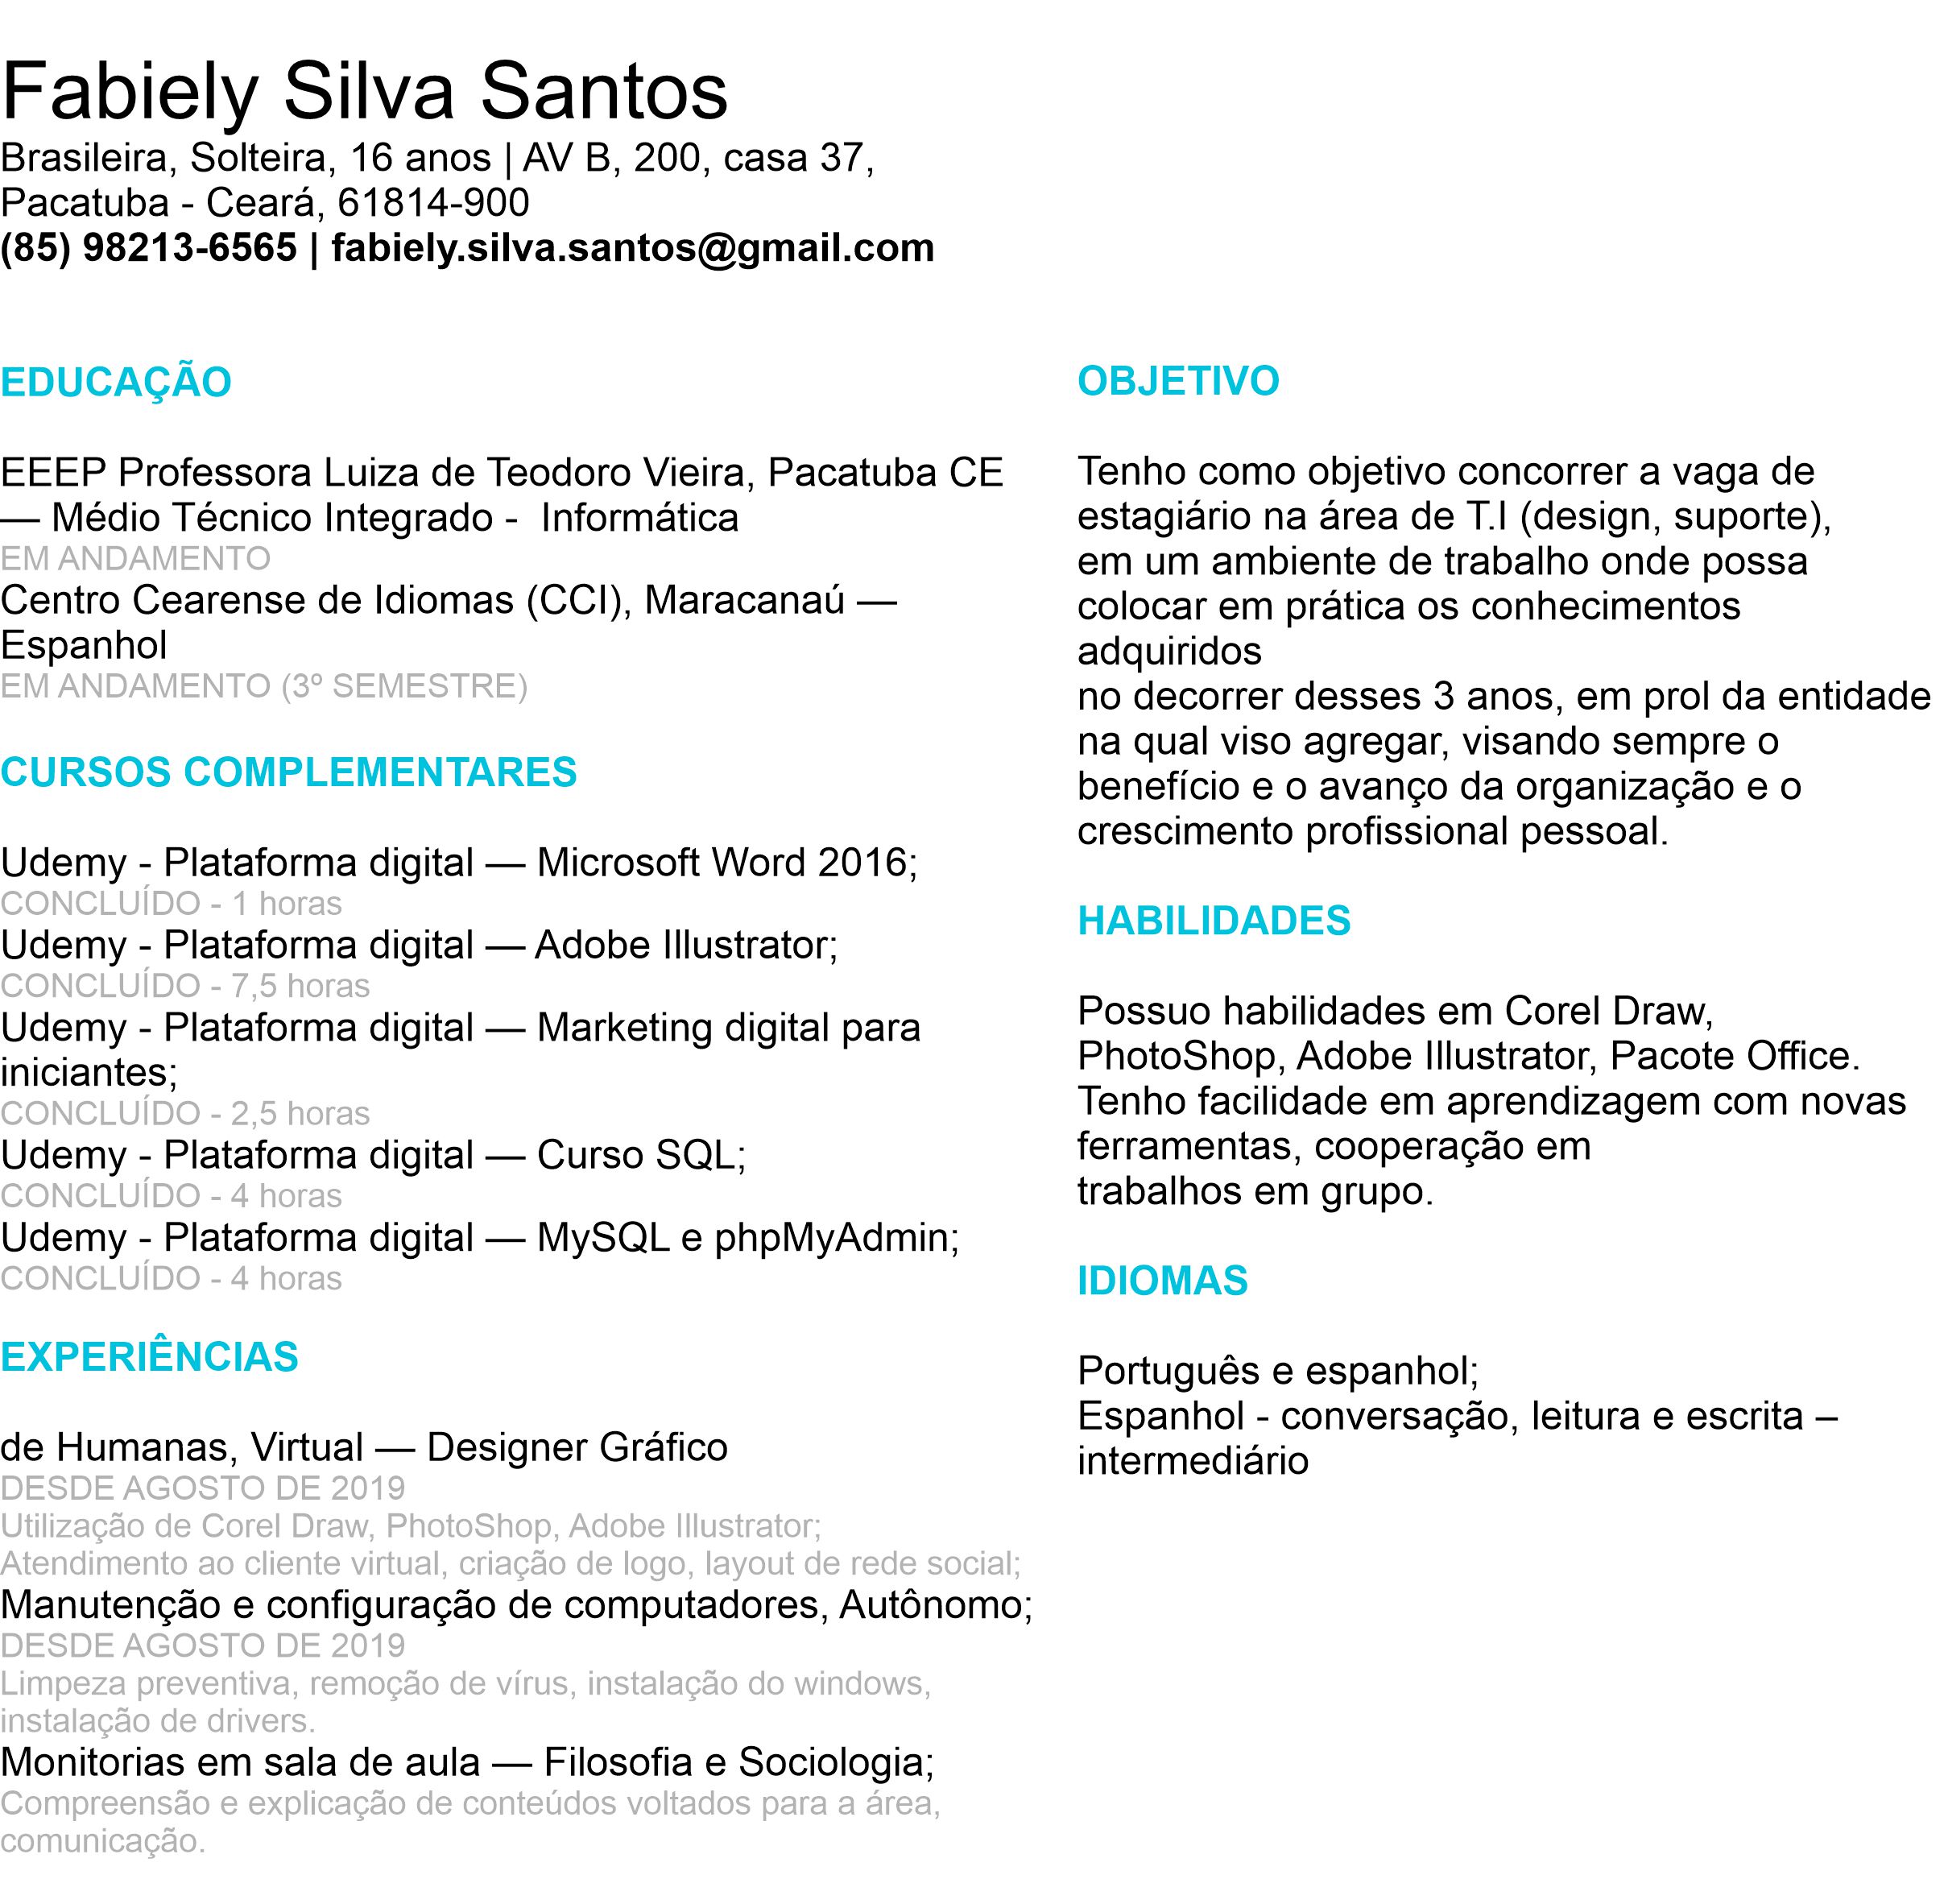 Fabiely Silva Santos
Brasileira, Solteira, 16 anos | AV B, 200, casa 37,
Pacatuba - Ceará, 61814-900
(85) 98213-6565 | fabiely.silva.santos@gmail.com
EDUCAÇÃO
EEEP Professora Luiza de Teodoro Vieira, Pacatuba CE
— Médio Técnico Integrado -  Informática
EM ANDAMENTO
Centro Cearense de Idiomas (CCI), Maracanaú —
Espanhol
EM ANDAMENTO (3º SEMESTRE)
CURSOS COMPLEMENTARES
Udemy - Plataforma digital — Microsoft Word 2016;
CONCLUÍDO - 1 horas
Udemy - Plataforma digital — Adobe Illustrator;
CONCLUÍDO - 7,5 horas
Udemy - Plataforma digital — Marketing digital para
iniciantes;
CONCLUÍDO - 2,5 horas
Udemy - Plataforma digital — Curso SQL;
CONCLUÍDO - 4 horas
Udemy - Plataforma digital — MySQL e phpMyAdmin;
CONCLUÍDO - 4 horas
EXPERIÊNCIAS
de Humanas, Virtual — Designer Gráfico
DESDE AGOSTO DE 2019
Utilização de Corel Draw, PhotoShop, Adobe Illustrator;
Atendimento ao cliente virtual, criação de logo, layout de rede social;
Manutenção e configuração de computadores, Autônomo;
DESDE AGOSTO DE 2019
Limpeza preventiva, remoção de vírus, instalação do windows,
instalação de drivers.
Monitorias em sala de aula — Filosofia e Sociologia;
Compreensão e explicação de conteúdos voltados para a área,
comunicação.
OBJETIVO
Tenho como objetivo concorrer a vaga de
estagiário na área de T.I (design, suporte),
em um ambiente de trabalho onde possa
colocar em prática os conhecimentos
adquiridos
no decorrer desses 3 anos, em prol da entidade
na qual viso agregar, visando sempre o
benefício e o avanço da organização e o
crescimento profissional pessoal.
HABILIDADES
Possuo habilidades em Corel Draw,
PhotoShop, Adobe Illustrator, Pacote Office.
Tenho facilidade em aprendizagem com novas
ferramentas, cooperação em
trabalhos em grupo.
IDIOMAS
Português e espanhol;
Espanhol - conversação, leitura e escrita –
intermediário